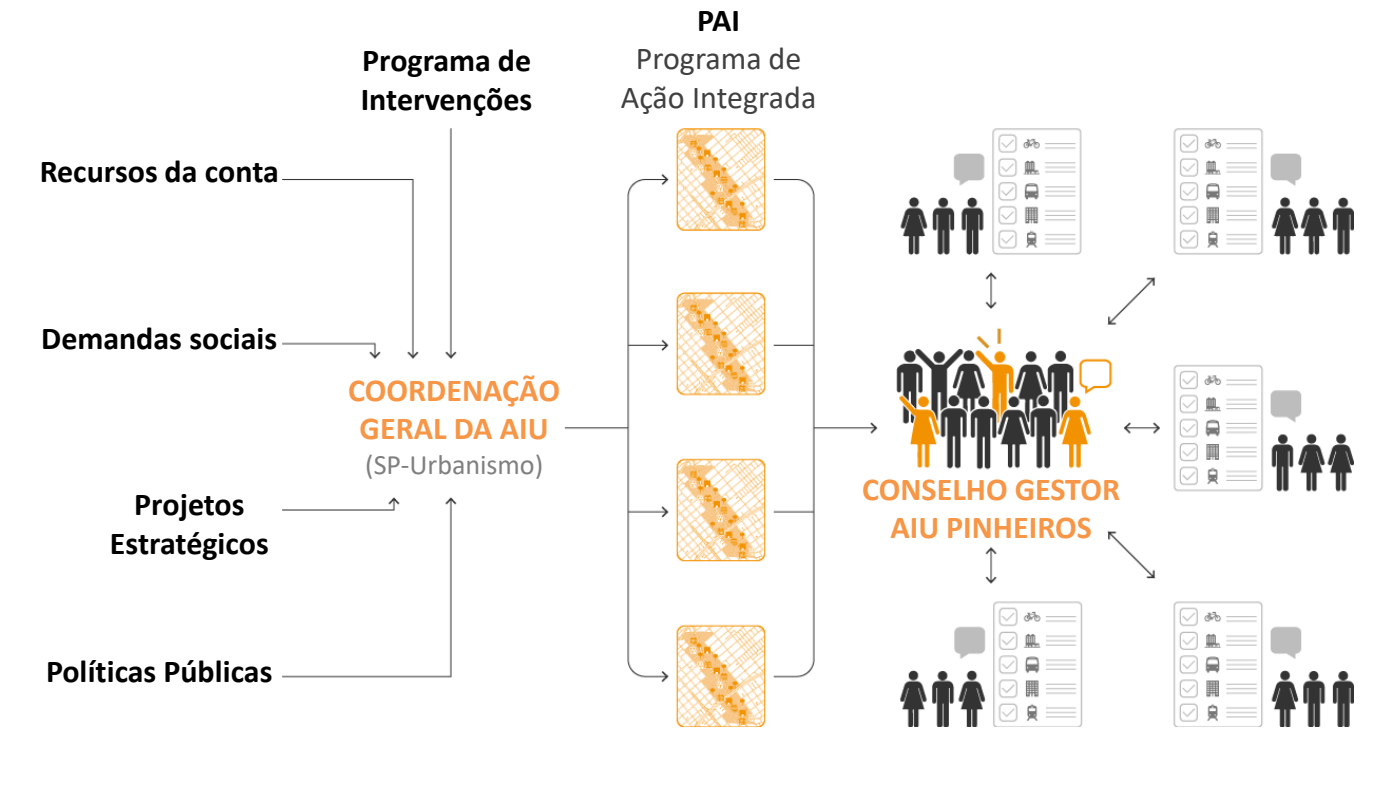 PAI
Programa de
Ação Integrada
Programa de
Intervenções
Recursos da conta
Demandas sociais
COORDENAÇÃO
GERAL DA AIU
(SP-Urbanismo)
Projetos
Estratégicos
Políticas Públicas
CONSELHO GESTOR
AIU PINHEIROS